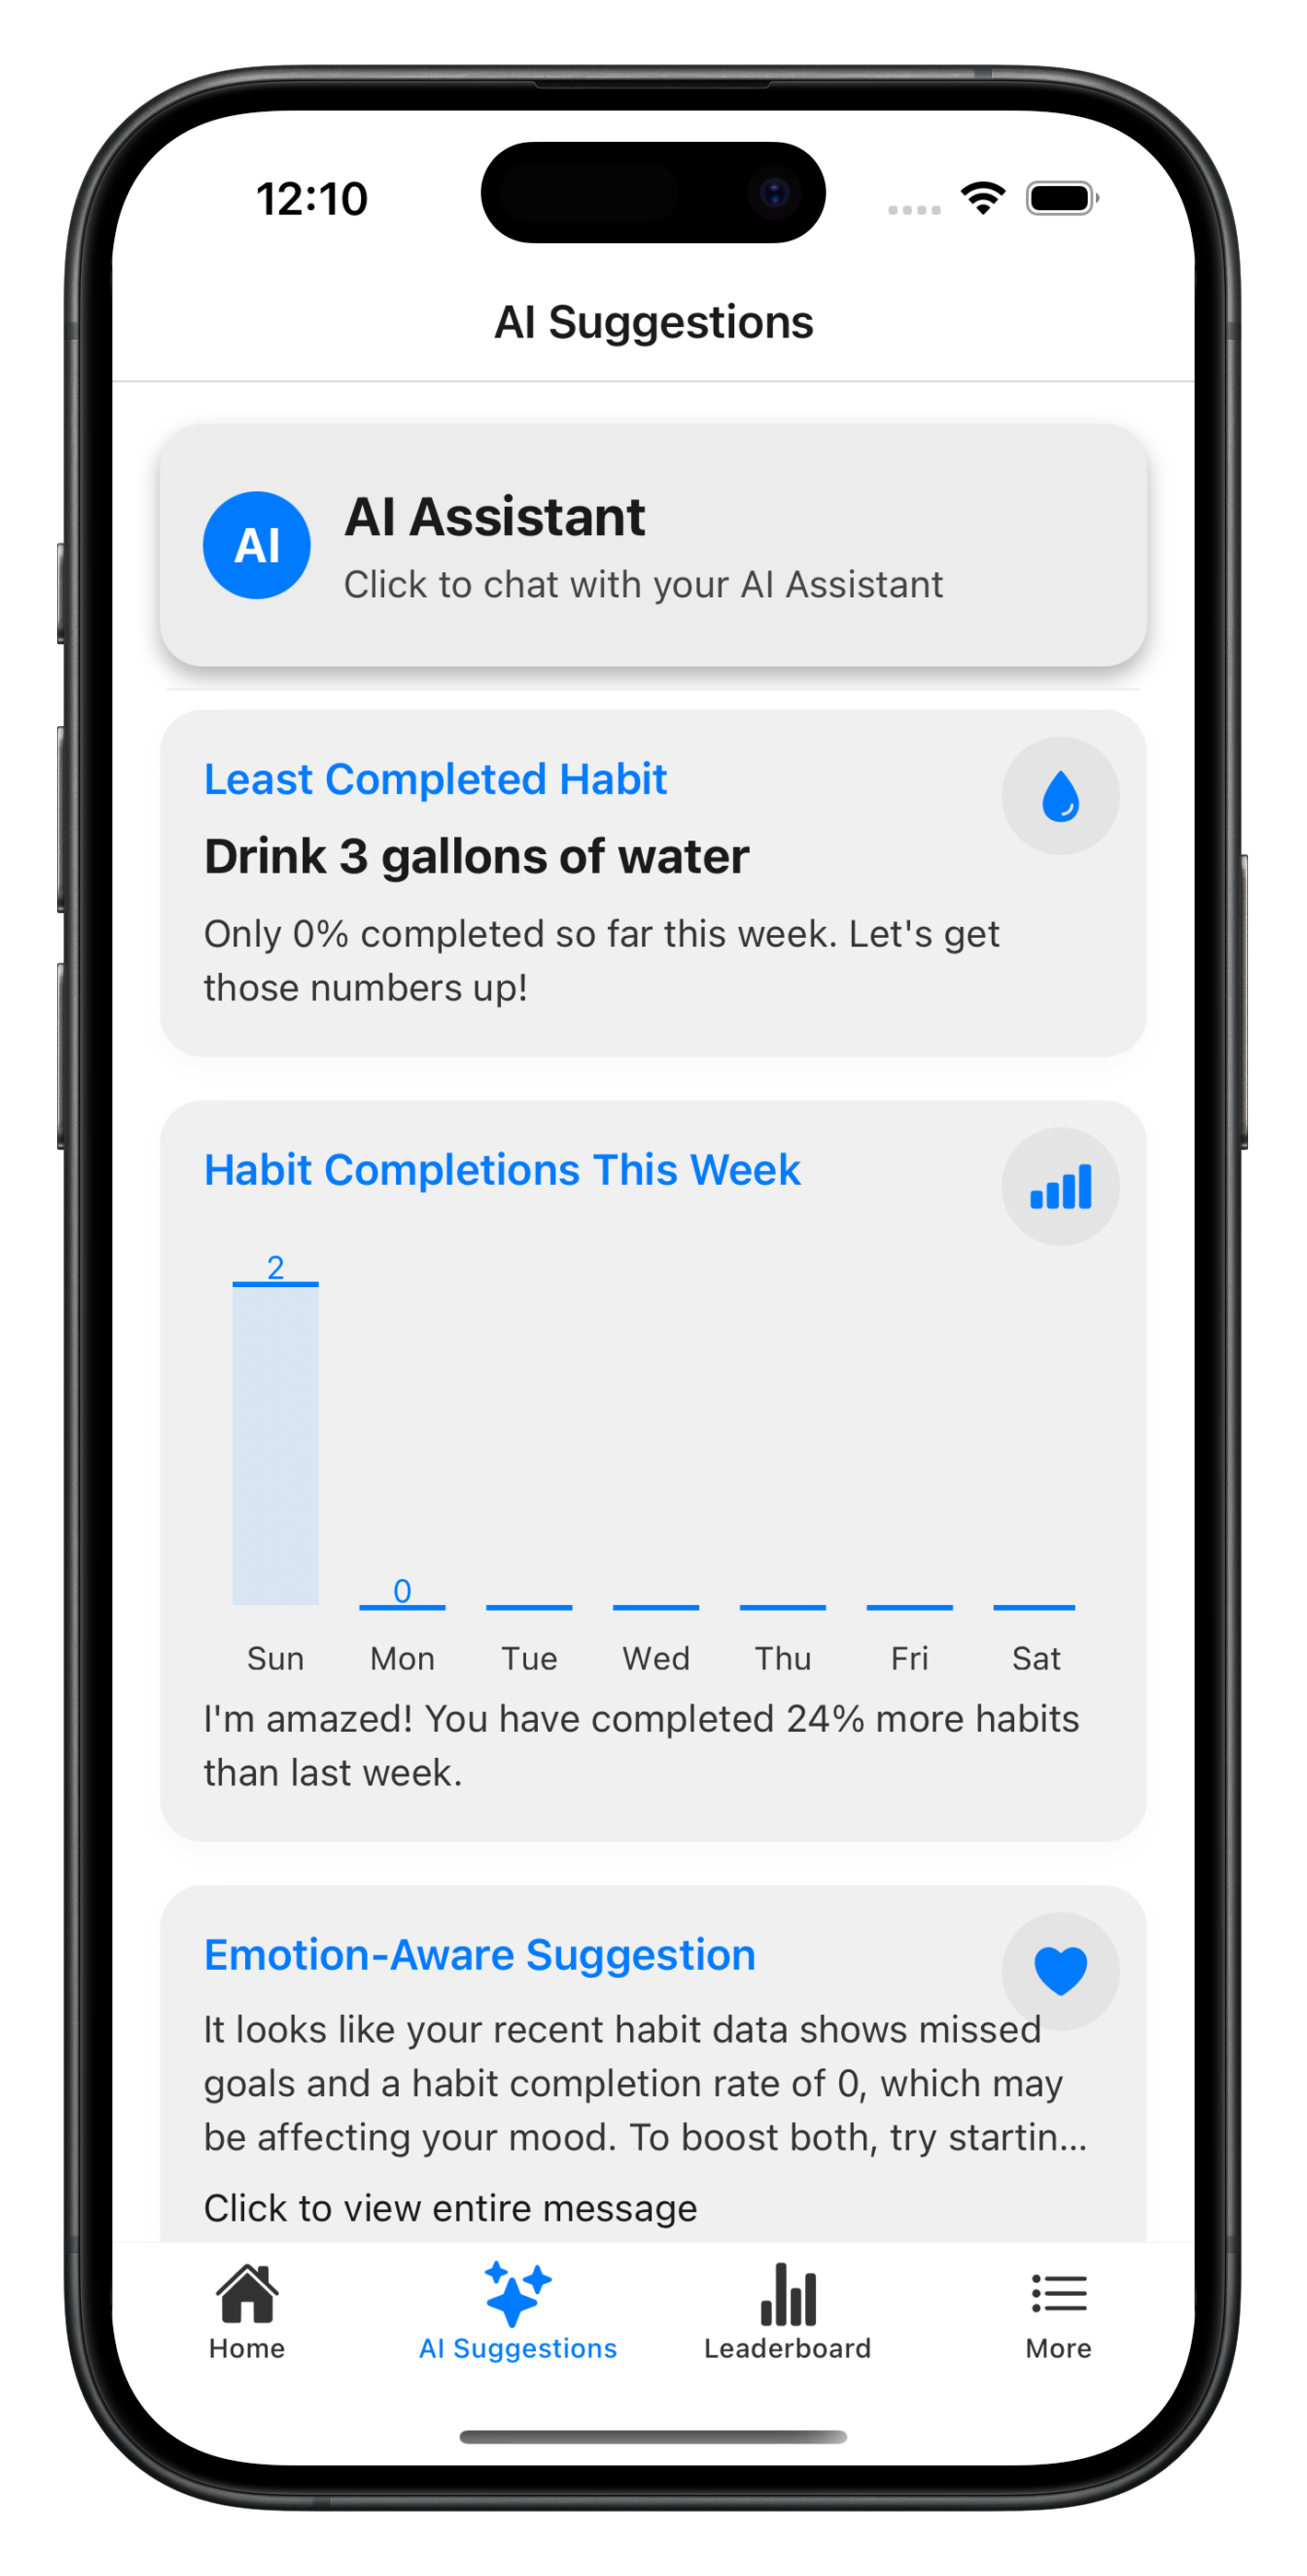 12:10
AI Suggestions
AI
AI Assistant
Click to chat with your AI Assistant
Least Completed Habit
Drink 3 gallons of water
Only 0% completed so far this week. Let's get
those numbers up!
Habit Completions This Week
2
0
Sun Mon Tue Wed Thu Fri Sat
I'm amazed! You have completed 24% more habits
than last week.
Emotion-Aware Suggestion
It looks like your recent habit data shows missed
goals and a habit completion rate of 0, which may
be affecting your mood. To boost both, try startin...
Click to view entire message
Home AI Suggestions Leaderboard More